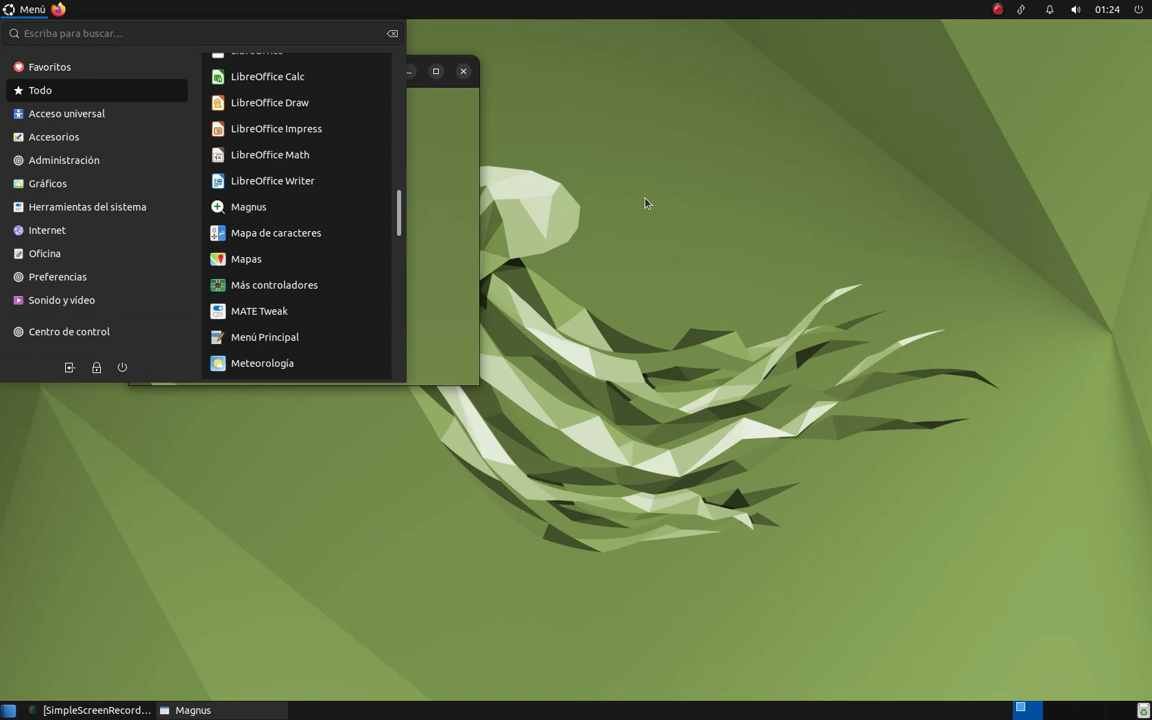 Menú
01:24
Escriba para buscar...
Favoritos
Todo
Acceso universal
Accesorios
Administración
Gráficos
Herramientas del sistema
Internet
Oficina
Preferencias
Sonido y video
Centro de control
LibreOffice
LibreOffice Calc
LibreOffice Draw
LibreOffice Impress
LibreOffice Math
LibreOffice Writer
Magnus
Mapa de caracteres
Mapas
Más controladores
MATE Tweak
Menú Principal
Meteorología
[SimpleScreenRecord...
Magnus